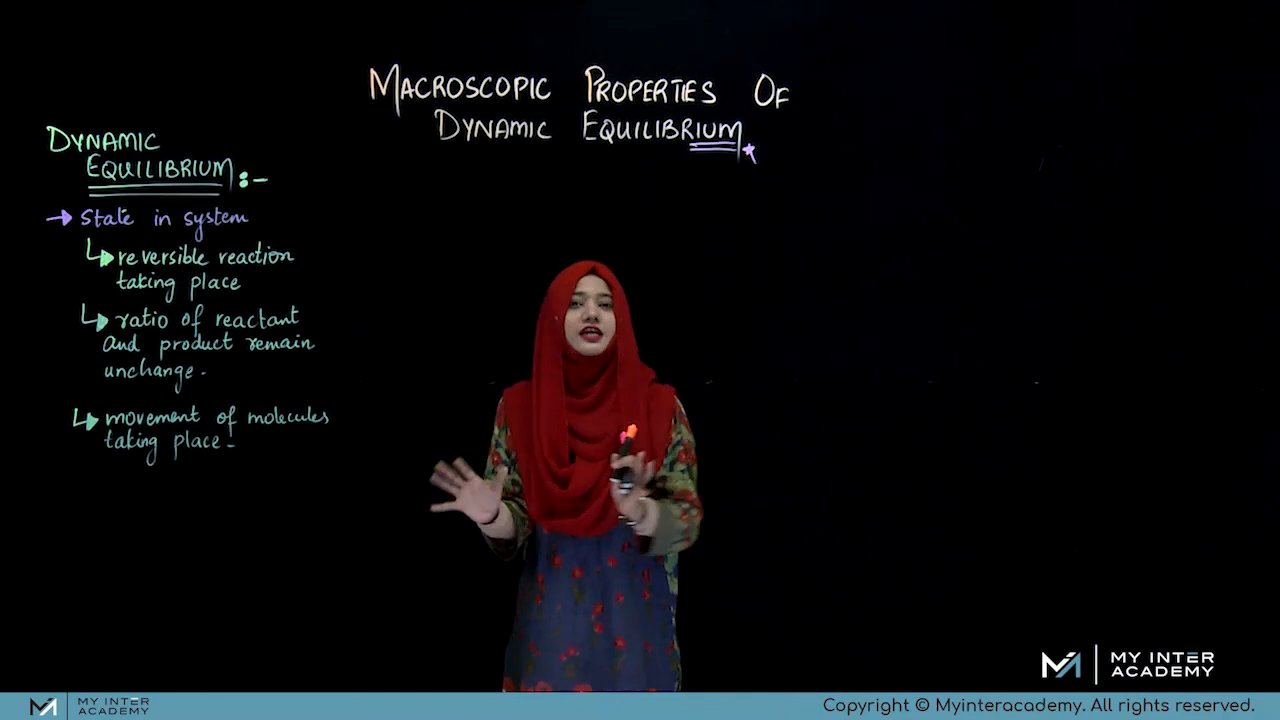 MACROSCOPIC PROPERTIES OF
DYNAMIC EQUILIBRIUM
DYNAMIC
EQUILIBRIUM :-
→ State in system
↳ reversible reaction
taking place
↳ ratio of reactant
and product remain
unchange.
↳ movement of molecules
taking place -
MY INTER
ACADEMY
MY INTER
ACADEMY
Copyright © Myinteracademy. All rights reserved.